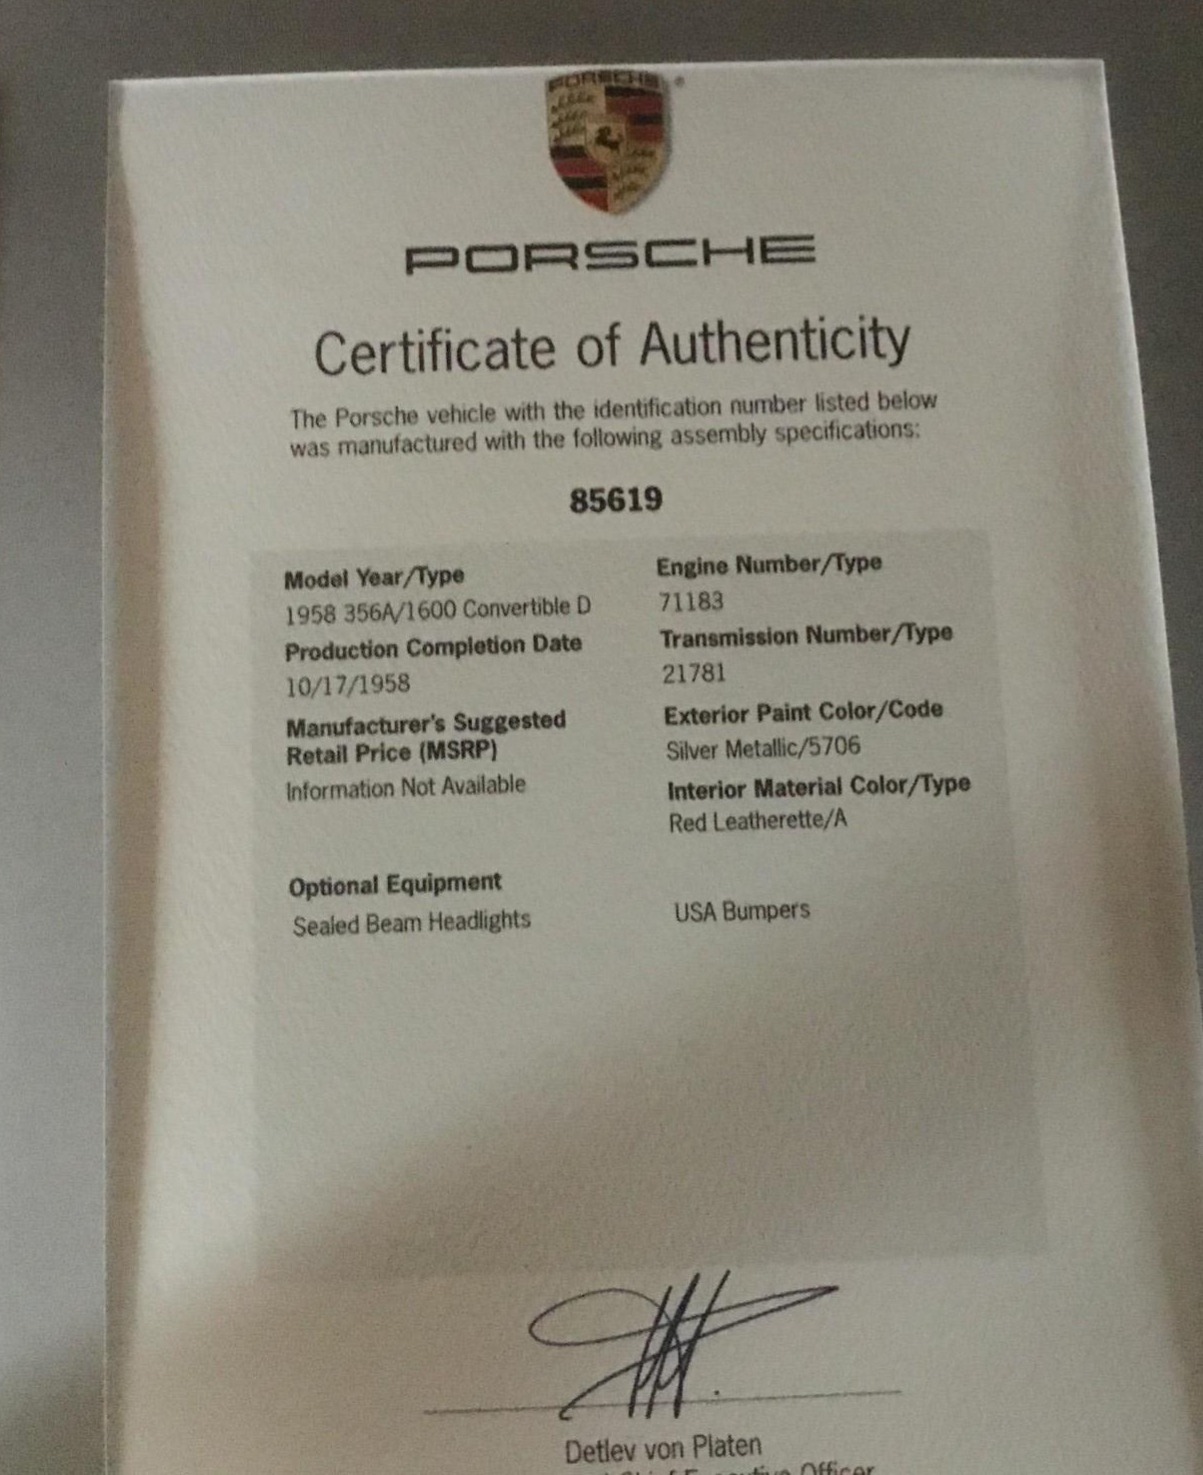 PORSCHE
PORSCHE
Certificate of Authenticity
The Porsche vehicle with the identification number listed below
was manufactured with the following assembly specifications:
85619
Model Year/Type
1958 356A/1600 Convertible D
Production Completion Date
10/17/1958
Manufacturer's Suggested
Retail Price (MSRP)
Information Not Available
Engine Number/Type
71183
Transmission Number/Type
21781
Exterior Paint Color/Code
Silver Metallic/5706
Interior Material Color/Type
Red Leatherette/A
Optional Equipment
Sealed Beam Headlights
USA Bumpers
Detlev von Platen
Chief Executive Officer